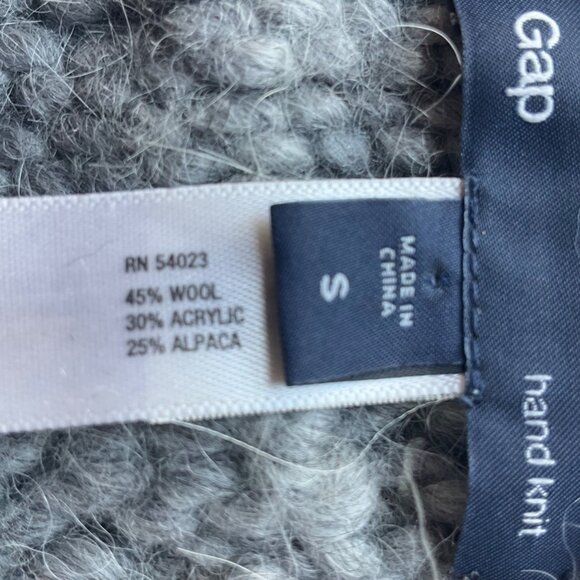 Gap
hand knit
S
MADE IN
CHINA
RN 54023
45% WOOL
30% ACRYLIC
25% ALPACA